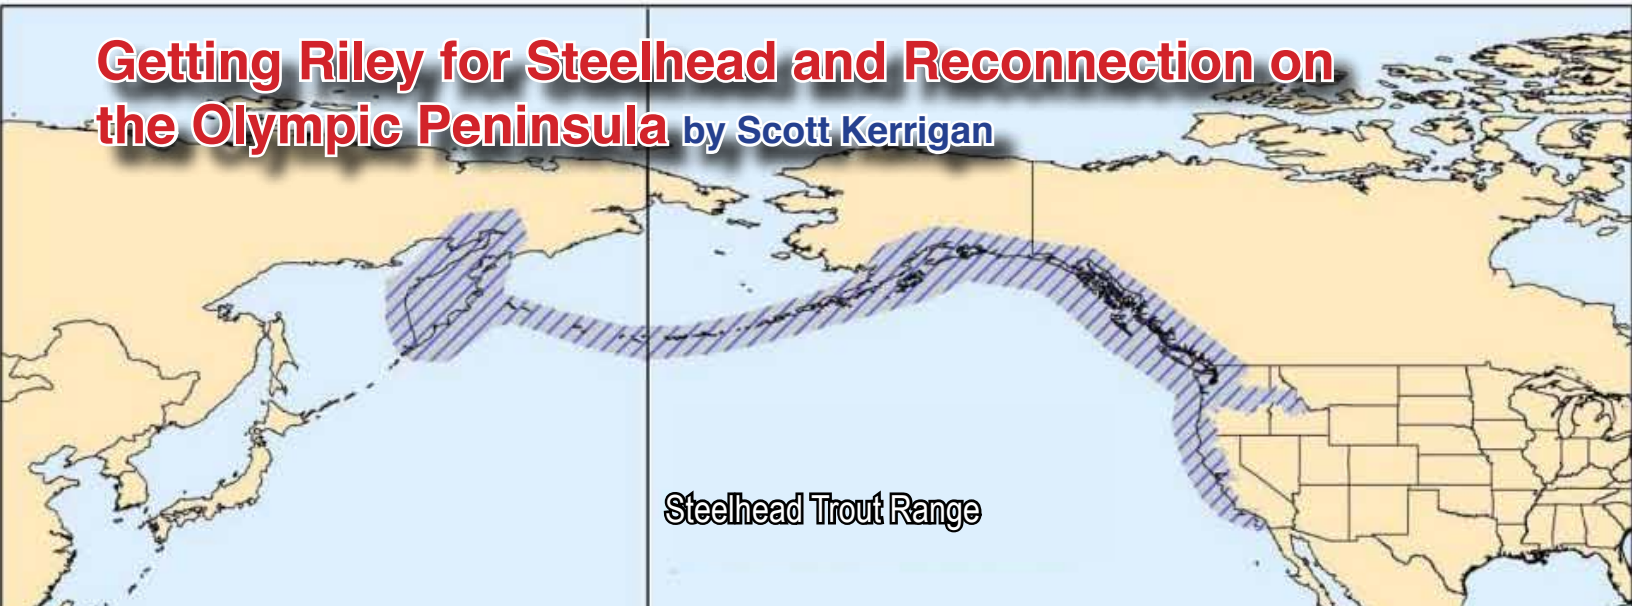 Getting Riley for Steelhead and Reconnection on
the Olympic Peninsula by Scott Kerrigan
Steelhead Trout Range